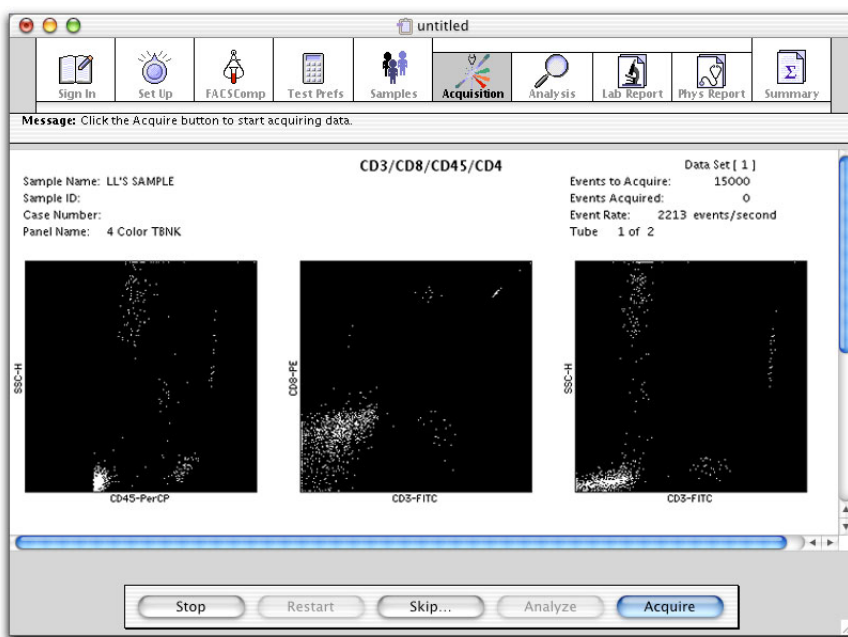 untitled
Sign In Set Up FACSComp Test Prefs Samples Acquisition Analysis Lab Report Phys Report Summary
Message: Click the Acquire button to start acquiring data.
CD3/CD8/CD45/CD4
Data Set [ 1 ]
Sample Name: LL'S SAMPLE
Events to Acquire: 15000
Sample ID:
Events Acquired: 0
Case Number:
Event Rate: 2213 events/second
Panel Name: 4 Color TBNK
Tube 1 of 2
SSC-H
CD45-PerCP
CD8-PE
CD3-FITC
SSC-H
CD3-FITC
Stop Restart Skip... Analyze Acquire